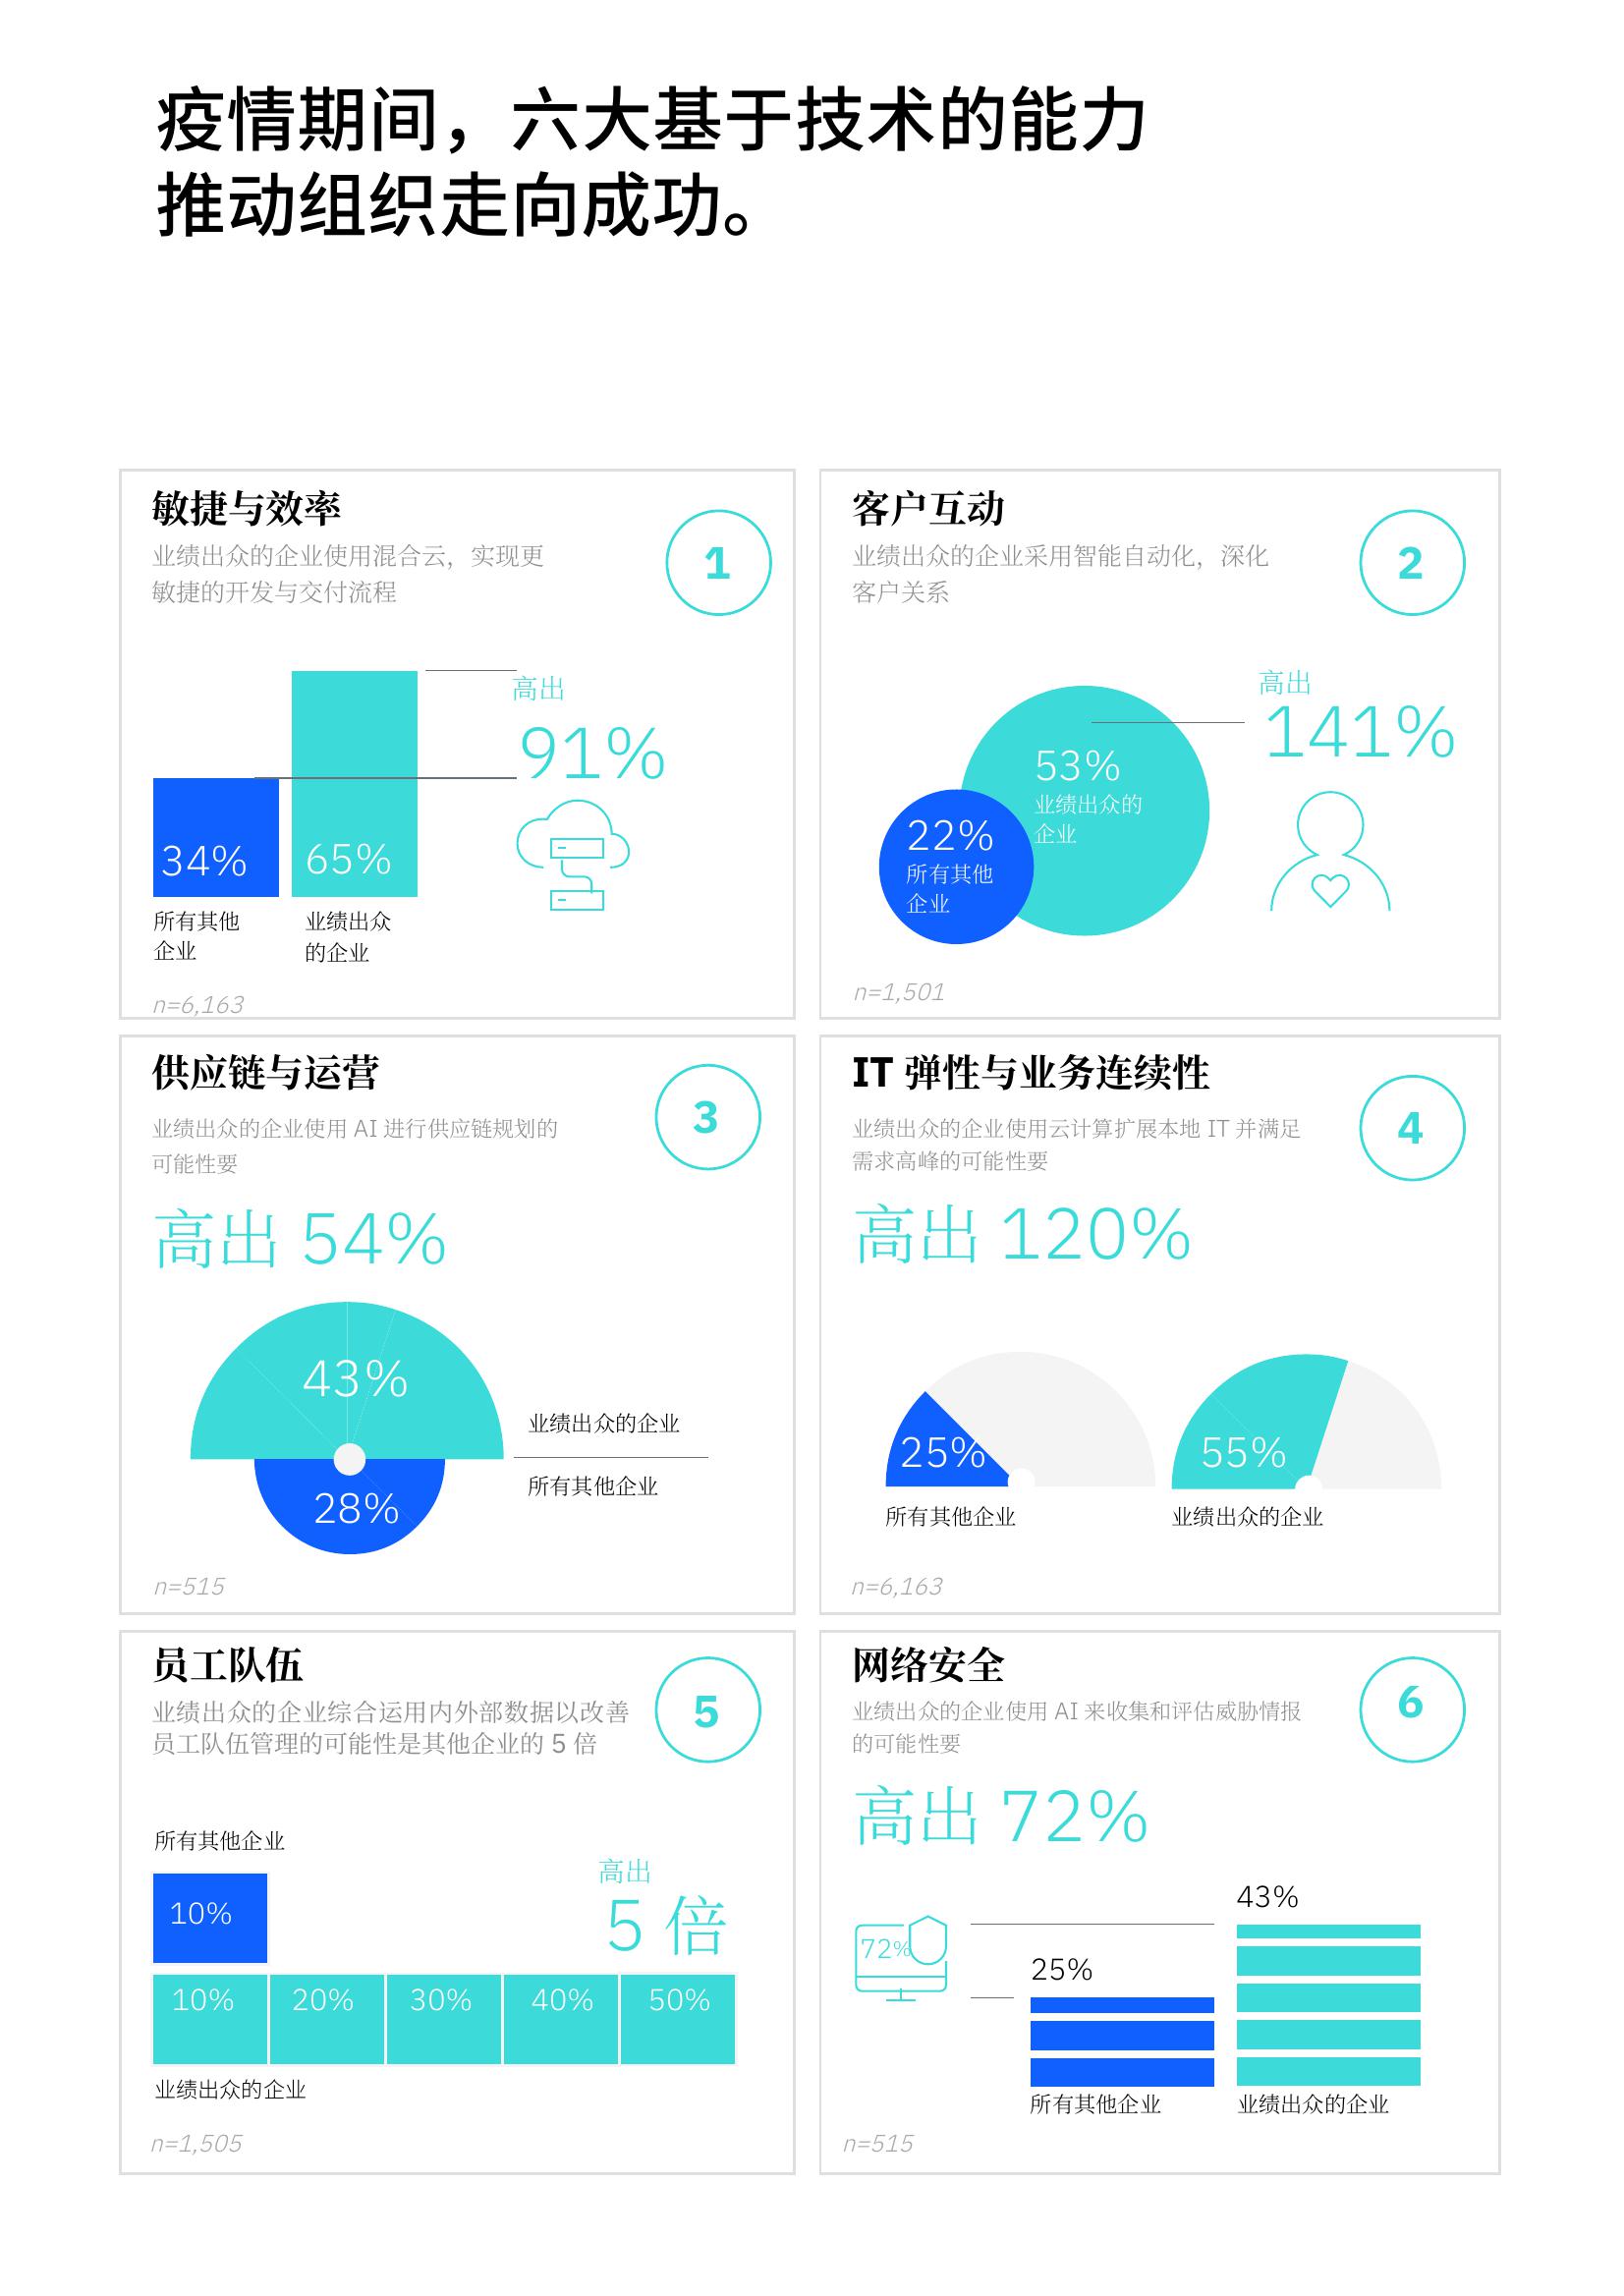 疫情期间，六大基于技术的能力
推动组织走向成功。
敏捷与效率
业绩出众的企业使用混合云，实现更
敏捷的开发与交付流程
1
高出
91%
34%
65%
所有其他
企业
业绩出众
的企业
n=6,163
客户互动
业绩出众的企业采用智能自动化，深化
客户关系
2
高出
141%
53%
业绩出众的
企业
22%
所有其他
企业
n=1,501
供应链与运营
业绩出众的企业使用 AI 进行供应链规划的
可能性要
3
高出 54%
43%
业绩出众的企业
所有其他企业
28%
n=515
IT 弹性与业务连续性
业绩出众的企业使用云计算扩展本地 IT 并满足
需求高峰的可能性要
4
高出 120%
25%
55%
所有其他企业
业绩出众的企业
n=6,163
员工队伍
业绩出众的企业综合运用内外部数据以改善
员工队伍管理的可能性是其他企业的 5 倍
5
所有其他企业
高出
5 倍
10%
10% 20% 30% 40% 50%
业绩出众的企业
n=1,505
网络安全
业绩出众的企业使用 AI 来收集和评估威胁情报
的可能性要
6
高出 72%
43%
72%
25%
所有其他企业
业绩出众的企业
n=515